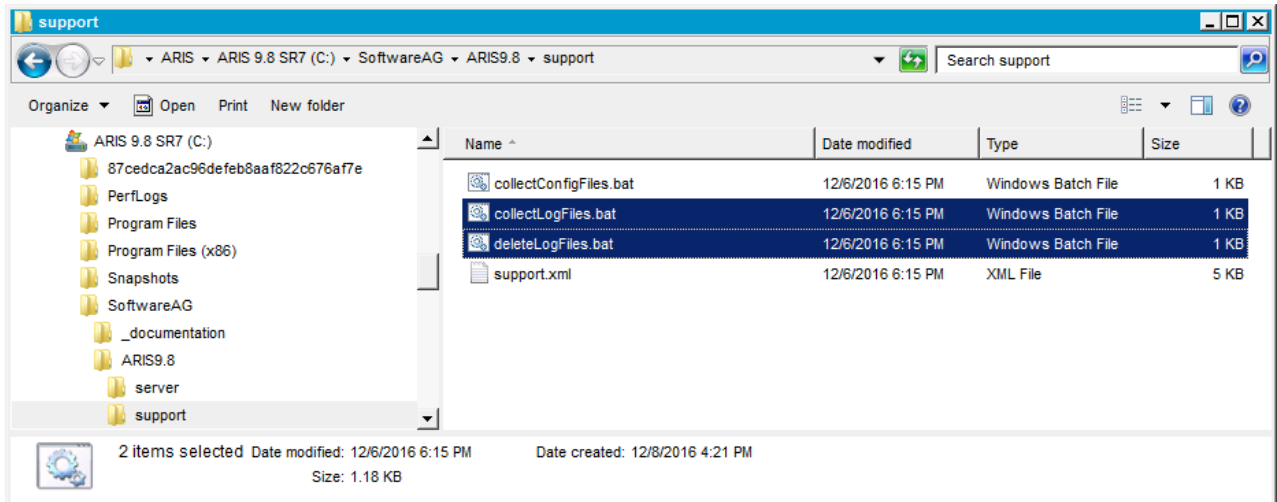 support
ARIS ARIS 9.8 SR7 (C:) SoftwareAG ARIS9.8 support Search support
Organize Open Print New folder
ARIS 9.8 SR7 (C:)
87cedca2ac96defeb8aaf822c676af7e
PerfLogs
Program Files
Program Files (x86)
Snapshots
SoftwareAG
_documentation
ARIS9.8
server
support
Name Date modified Type Size
collectConfigFiles.bat 12/6/2016 6:15 PM Windows Batch File 1 KB
collectLogFiles.bat 12/6/2016 6:15 PM Windows Batch File 1 KB
deleteLogFiles.bat 12/6/2016 6:15 PM Windows Batch File 1 KB
support.xml 12/6/2016 6:15 PM XML File 5 KB
2 items selected Date modified: 12/6/2016 6:15 PM Date created: 12/8/2016 4:21 PM
Size: 1.18 KB